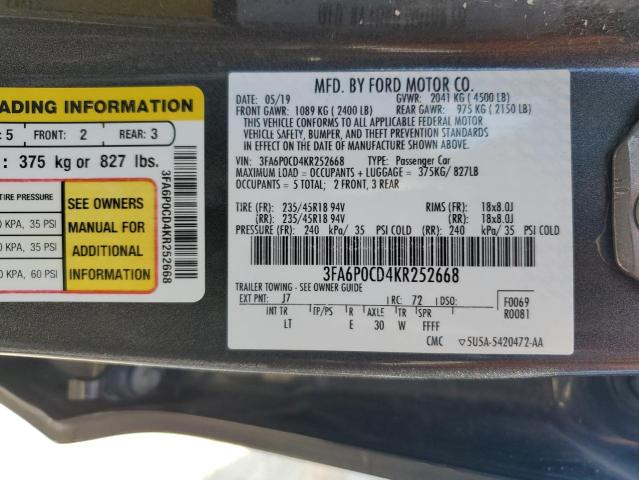 ADING INFORMATION
: 5 FRONT: 2 REAR: 3
: 375 kg or 827 lbs.
TIRE PRESSURE
0 KPA, 35 PSI
0 KPA, 35 PSI
0 KPA, 60 PSI
SEE OWNERS
MANUAL FOR
ADDITIONAL
INFORMATION
3FA6P0CD4KR252668
MFD. BY FORD MOTOR CO.
DATE: 05/19 GVWR: 2041 KG ( 4500 LB)
FRONT GAWR: 1089 KG ( 2400 LB) REAR GAWR: 975 KG ( 2150 LB)
THIS VEHICLE CONFORMS TO ALL APPLICABLE FEDERAL MOTOR VEHICLE
SAFETY, BUMPER, AND THEFT PREVENTION STANDARDS
IN EFFECT ON THE DATE OF MANUFACTURE SHOWN ABOVE.
VIN: 3FA6P0CD4KR252668 TYPE: Passenger Car
MAXIMUM LOAD = OCCUPANTS + LUGGAGE = 375KG/827LB
OCCUPANTS = 5 TOTAL; 2 FRONT, 3 REAR
TIRE (FR): 235/45R18 94V RIMS (FR): 18x8.0J
(RR): 235/45R18 94V (RR): 18x8.0J
PRESSURE (FR): 240 kPa/ 35 PSI COLD (RR): 240 kPa/ 35 PSI COLD
3FA6P0CD4KR252668
TRAILER TOWING - SEE OWNER GUIDE
EXT PNT: J7 RC: 72 DSO: F0069
INT TR TP/PS R AXLE TR SPR R0081
LT E 30 W FFFF
CMC 5U5A-5420472-AA